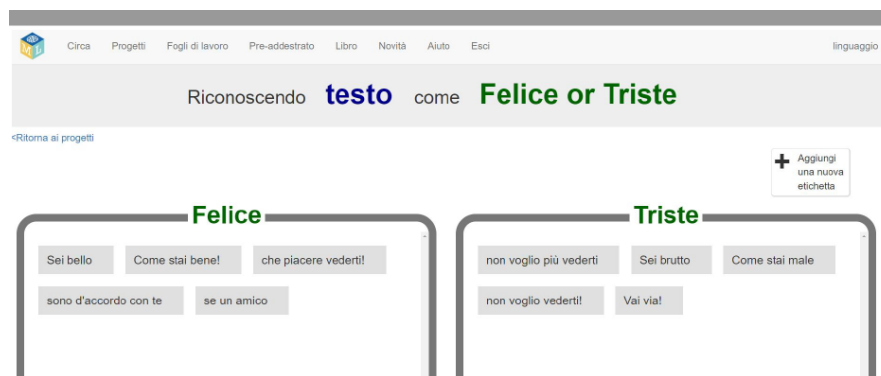 Circa Progetti Fogli di lavoro Pre-addestrato Libro Novità Aiuto Esci linguaggio
Riconoscendo testo come Felice or Triste
<Ritorna ai progetti
Aggiungi
una nuova
etichetta
Felice
Sei bello Come stai bene! che piacere vederti!
sono d'accordo con te se un amico
Triste
non voglio più vederti Sei brutto Come stai male
non voglio vederti! Vai via!